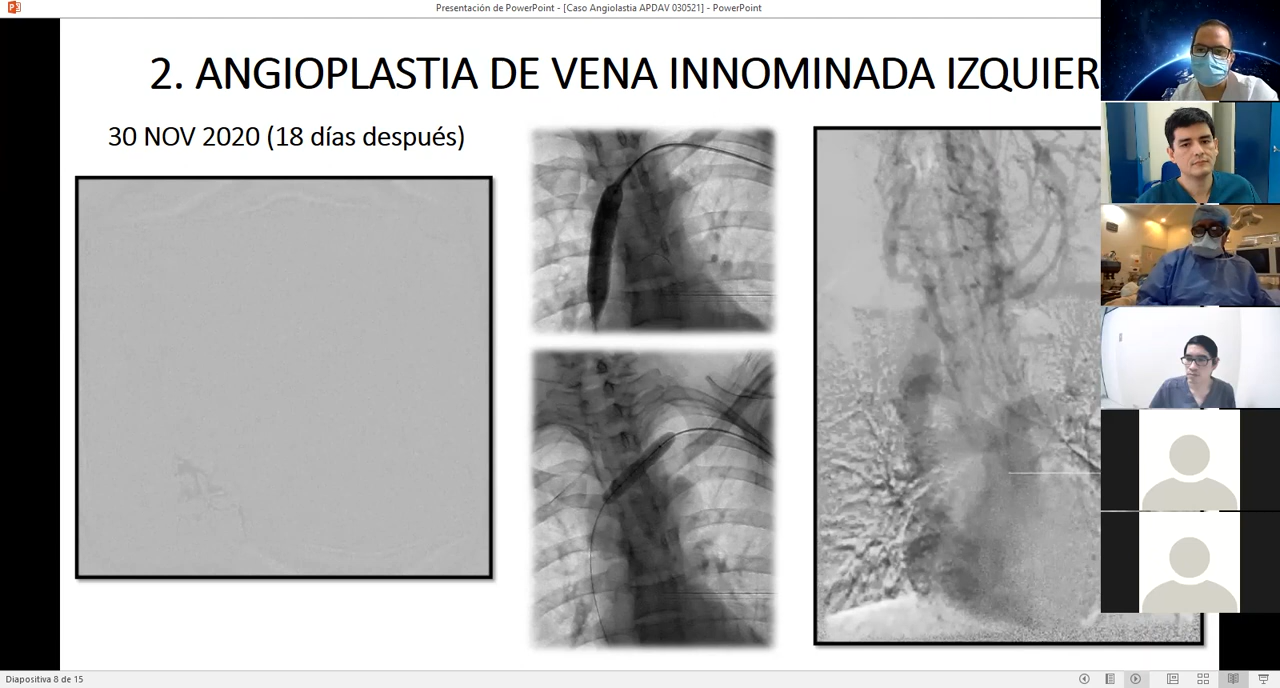 Presentación de PowerPoint - [Caso Angiolastia APDAV 030521] - PowerPoint
2. ANGIOPLASTIA DE VENA INNOMINADA IZQUIER
30 NOV 2020 (18 días después)
Diapositiva 8 de 15